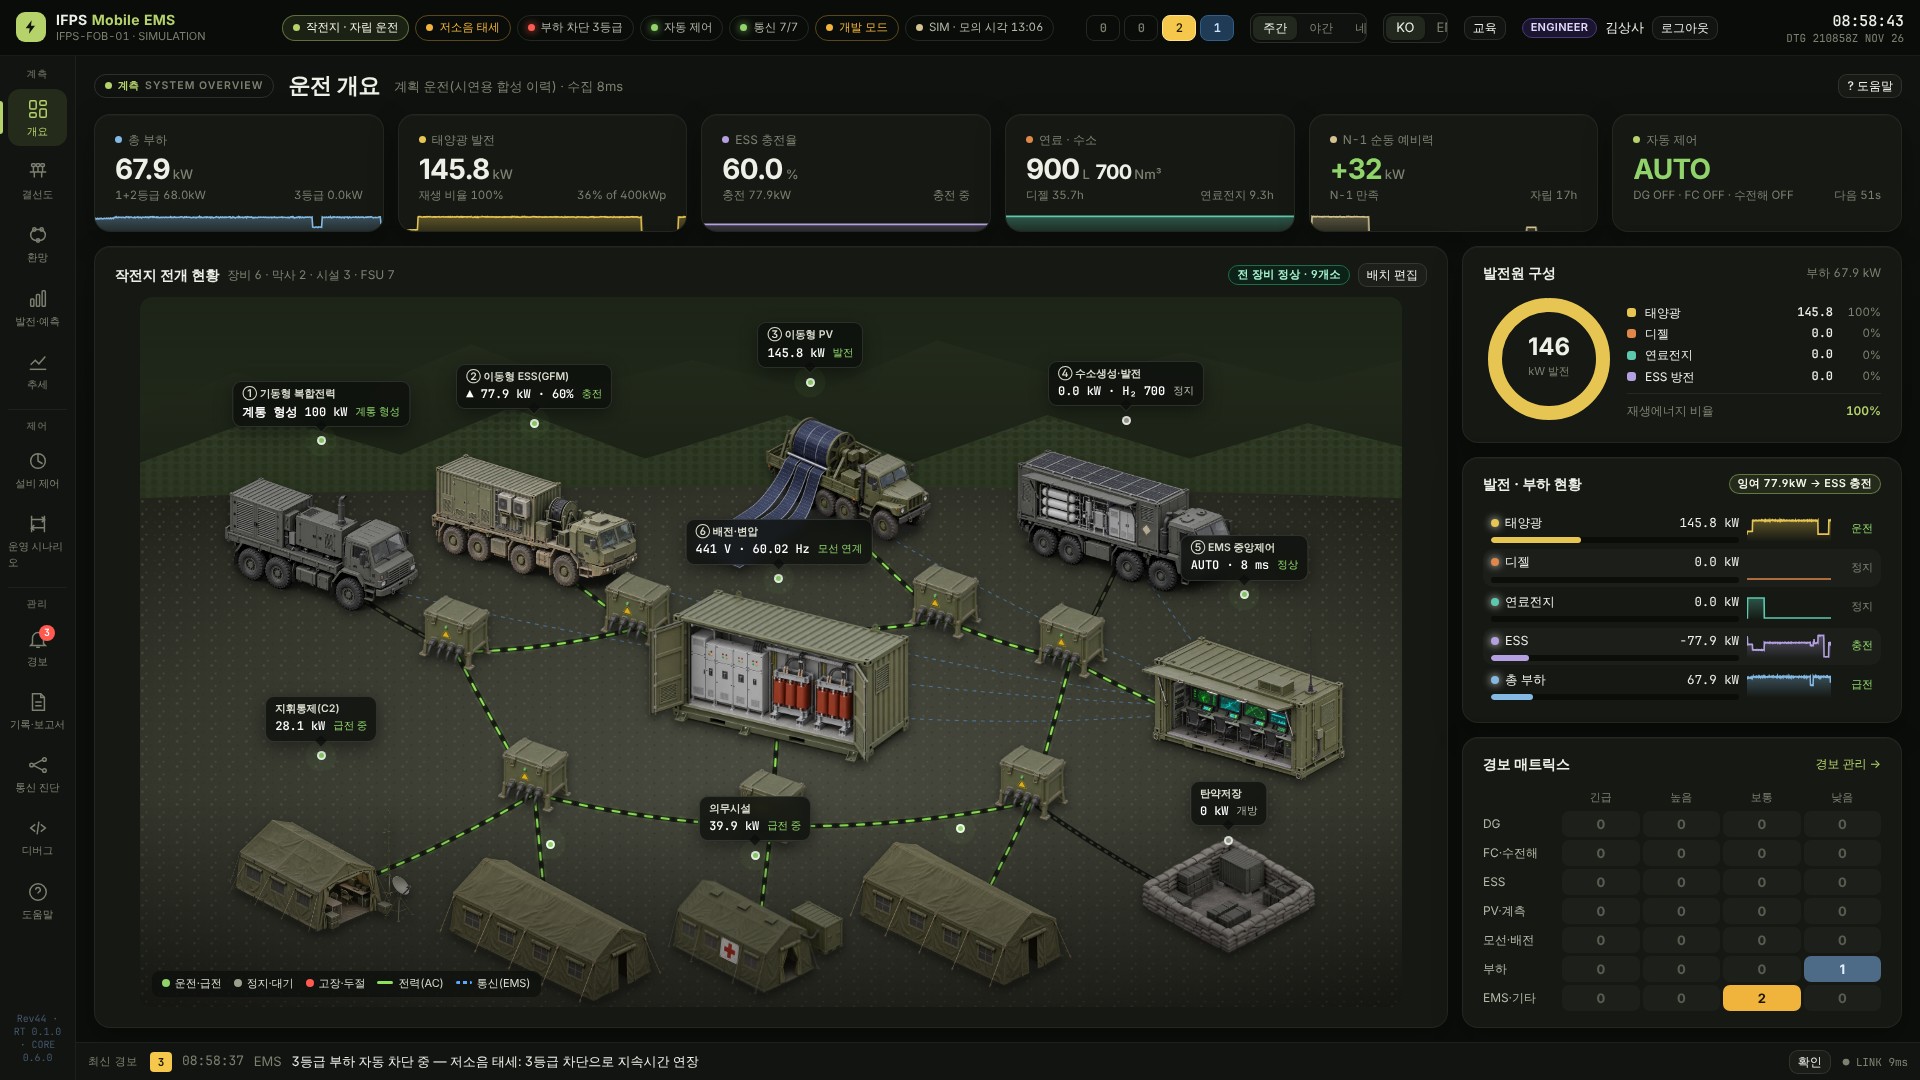 IFPS Mobile EMS
IFPS-FOB-01 · SIMULATION
작전지 · 자립 운전
저소음 태세
부하 차단 3등급
자동 제어
통신 7/7
개발 모드
SIM · 모의 시각 13:06
0 0 2 1
주간 야간
KO
교육
ENGINEER 김상사 로그아웃
08:58:43
DTG 210858Z NOV 26
계측
개요
결선도
환망
발전·예측
추세
제어
설비 제어
운영 시나리
오
관리
3
경보
기록·보고서
통신 진단
디버그
도움말
Rev44 ·
RT 0.1.0
· CORE
0.6.0
계측 SYSTEM OVERVIEW
운전 개요
계획 운전(시연용 합성 이력) · 수집 8ms
? 도움말
총 부하
67.9 kW
1+2등급 68.0kW 3등급 0.0kW
태양광 발전
145.8 kW
재생 비율 100% 36% of 400kWp
ESS 충전율
60.0 %
충전 77.9kW 충전 중
연료 · 수소
900 L 700 Nm³
디젤 35.7h 연료전지 9.3h
N-1 순동 예비력
+32 kW
N-1 만족 자립 17h
자동 제어
AUTO
DG OFF · FC OFF · 수전해 OFF 다음 51s
작전지 전개 현황 장비 6 · 막사 2 · 시설 3 · FSU 7
전 장비 정상 · 9개소
배치 편집
① 기동형 복합전력
계통 형성 100 kW 계통 형성
② 이동형 ESS(GFM)
▲ 77.9 kW · 60% 충전
③ 이동형 PV
145.8 kW 발전
④ 수소생성·발전
0.0 kW · H₂ 700 정지
⑥ 배전·변압
441 V · 60.02 Hz 모선 연계
⑤ EMS 중앙제어
AUTO · 8 ms 정상
지휘통제(C2)
28.1 kW 급전 중
의무시설
39.9 kW 급전 중
탄약저장
0 kW 개방
운전·급전 정지·대기 고장·두절 전력(AC) 통신(EMS)
발전원 구성 부하 67.9 kW
146
kW 발전
태양광 145.8 100%
디젤 0.0 0%
연료전지 0.0 0%
ESS 방전 0.0 0%
재생에너지 비율 100%
발전 · 부하 현황 잉여 77.9kW → ESS 충전
태양광 145.8 kW 운전
디젤 0.0 kW 정지
연료전지 0.0 kW 정지
ESS -77.9 kW 충전
총 부하 67.9 kW 급전
경보 매트릭스 경보 관리 →
긴급 높음 보통 낮음
DG 0 0 0 0
FC·수전해 0 0 0 0
ESS 0 0 0 0
PV·계측 0 0 0 0
모선·배전 0 0 0 0
부하 0 0 0 1
EMS·기타 0 0 2 0
최신 경보 3 08:58:37 EMS 3등급 부하 자동 차단 중 — 저소음 태세: 3등급 차단으로 지속시간 연장
확인
LINK 9ms